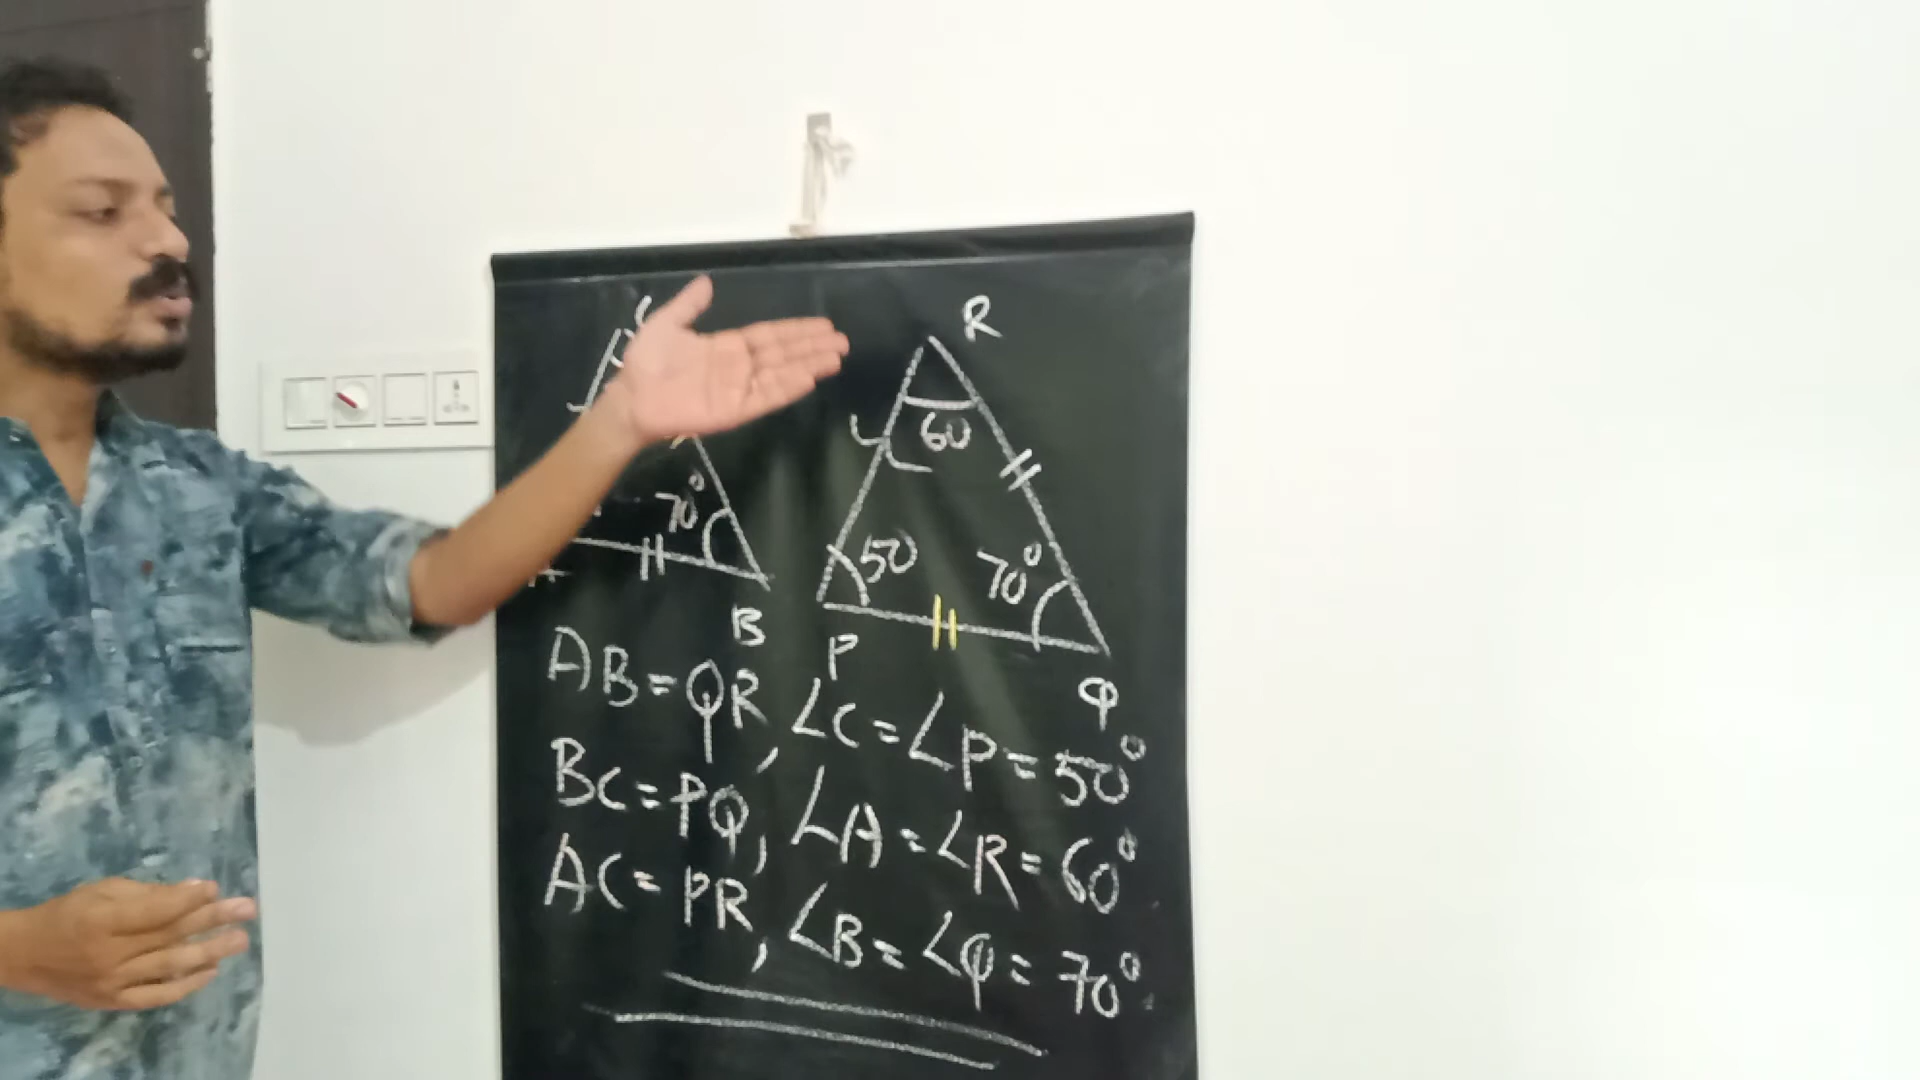 R
60
70°
50
70°
B
P
Q
AB = QR, ∠C = ∠P = 50°
BC = PQ, ∠A = ∠R = 60°
AC = PR, ∠B = ∠Q = 70°